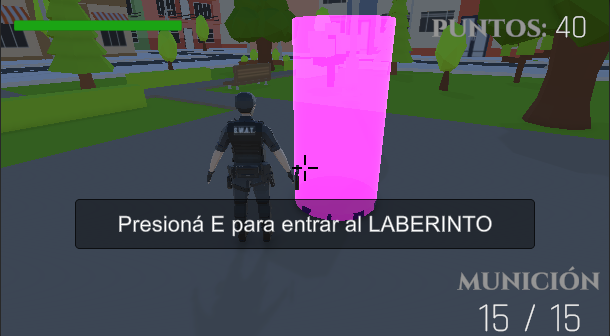 PUNTOS: 40
S.W.A.T.
Presioná E para entrar al LABERINTO
MUNICIÓN
15 / 15